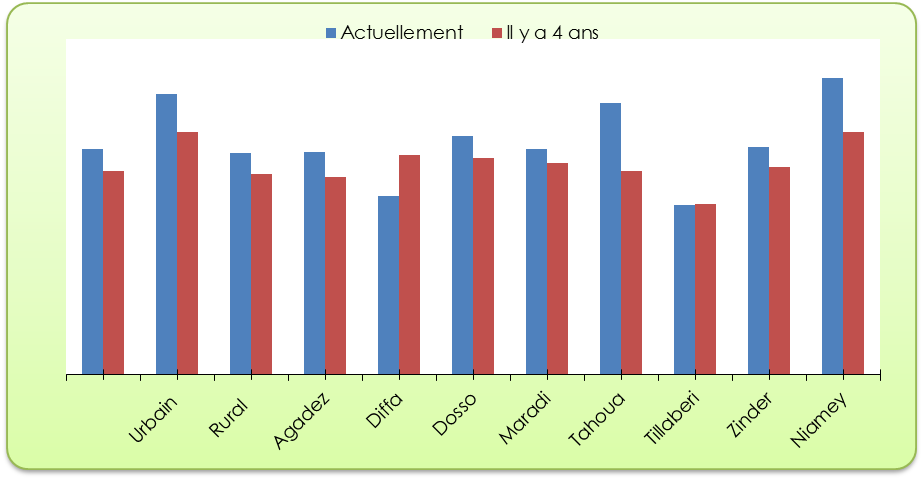 Actuellement Il y a 4 ans
Urbain
Rural
Agadez
Diffa
Dosso
Maradi
Tahoua
Tillaberi
Zinder
Niamey